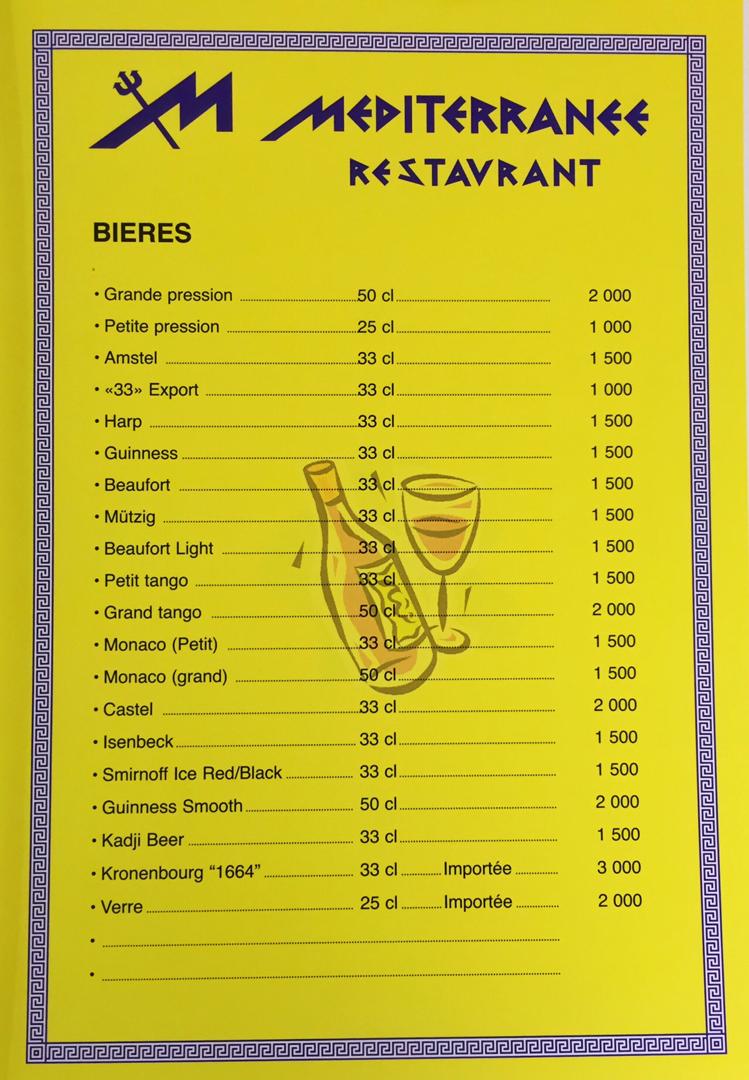 M MEDITERRANEE
RESTAVRANT
BIERES
• Grande pression 50 cl 2 000
• Petite pression 25 cl 1 000
• Amstel 33 cl 1 500
• «33» Export 33 cl 1 000
• Harp 33 cl 1 500
• Guinness 33 cl 1 500
• Beaufort 33 cl 1 500
• Mützig 33 cl 1 500
• Beaufort Light 33 cl 1 500
• Petit tango 33 cl 1 500
• Grand tango 50 cl 2 000
• Monaco (Petit) 33 cl 1 500
• Monaco (grand) 50 cl 1 500
• Castel 33 cl 2 000
• Isenbeck 33 cl 1 500
• Smirnoff Ice Red/Black 33 cl 1 500
• Guinness Smooth 50 cl 2 000
• Kadji Beer 33 cl 1 500
• Kronenbourg “1664” 33 cl Importée 3 000
• Verre 25 cl Importée 2 000